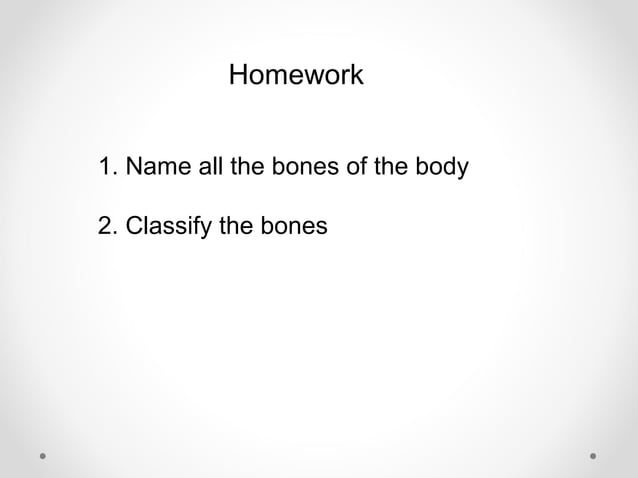 Homework
1. Name all the bones of the body
2. Classify the bones